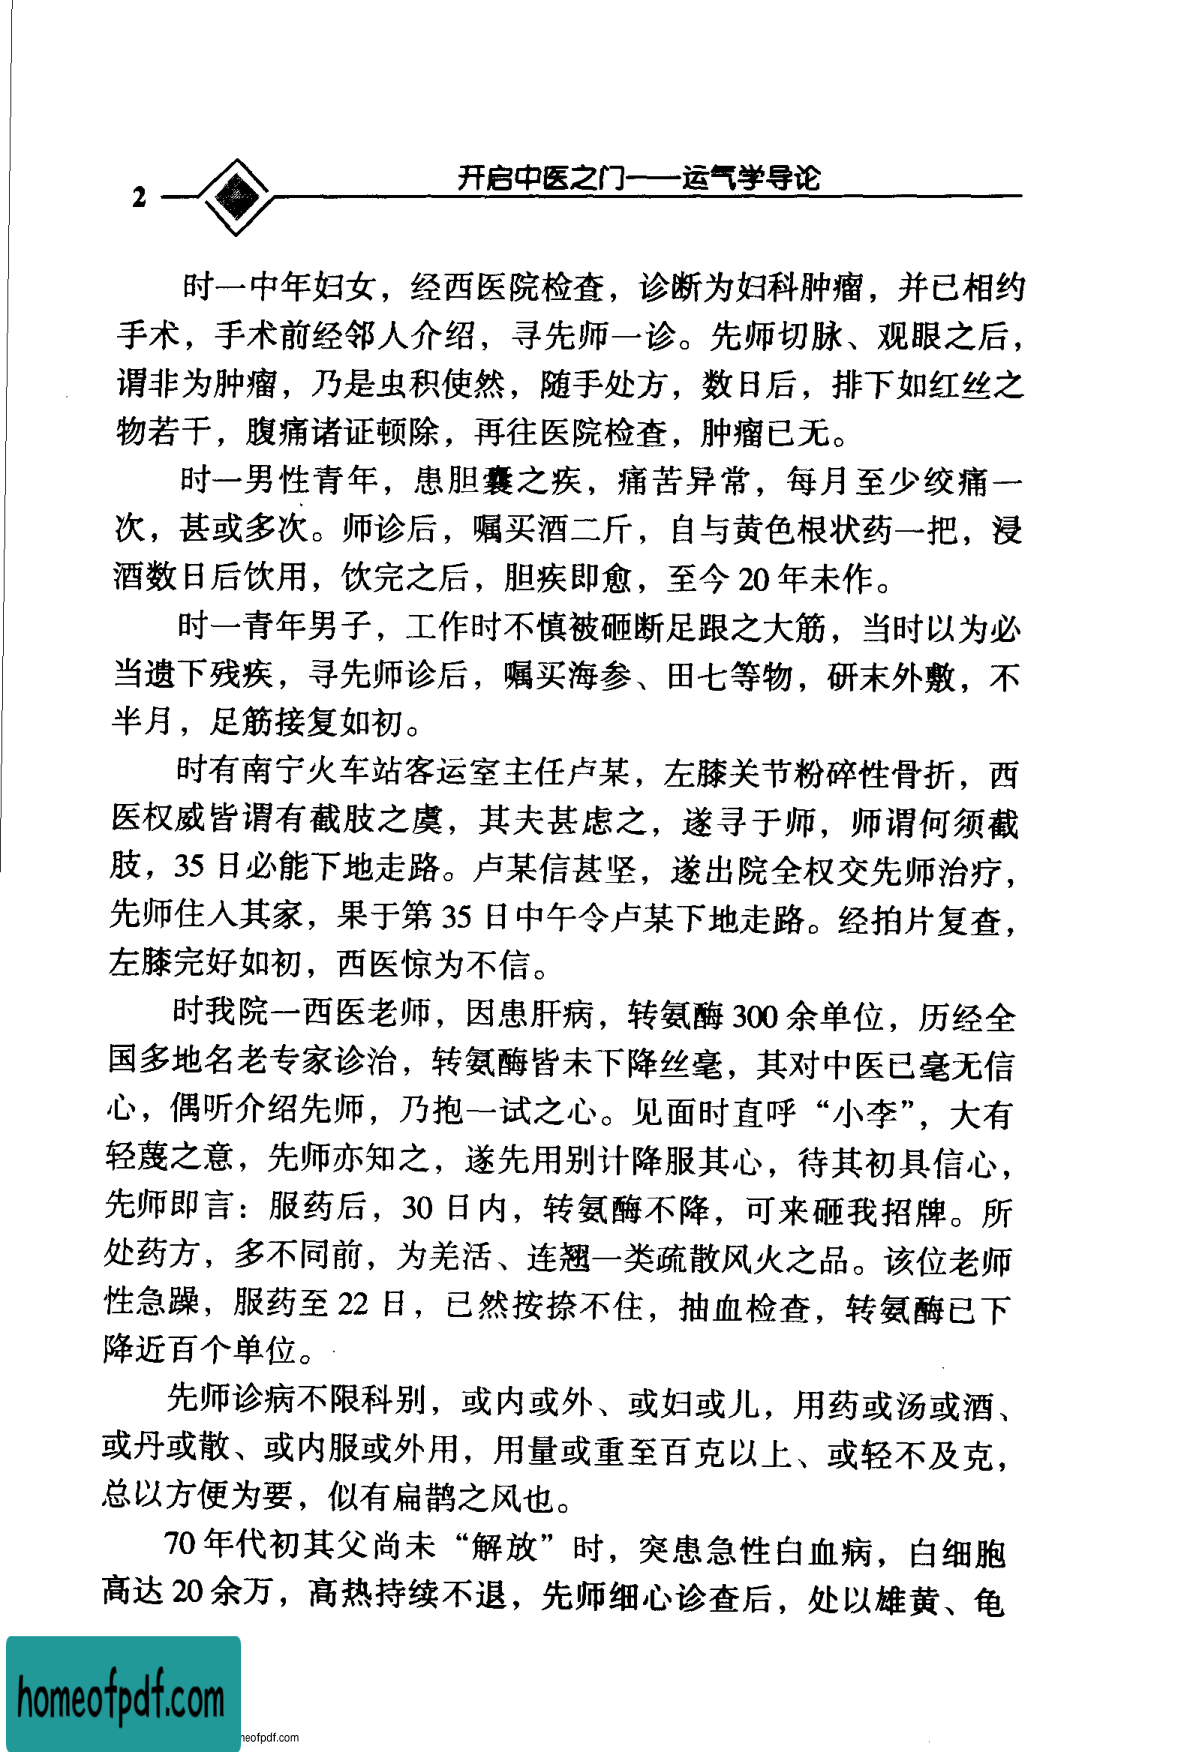 2
开启中医之门——运气学导论
时一中年妇女，经西医院检查，诊断为妇科肿瘤，并已相约
手术，手术前经邻人介绍，寻先师一诊。先师切脉、观眼之后，
谓非为肿瘤，乃是虫积使然，随手处方，数日后，排下如红丝之
物若干，腹痛诸证顿除，再往医院检查，肿瘤已无。
时一男性青年，患胆囊之疾，痛苦异常，每月至少绞痛一
次，甚或多次。师诊后，嘱买酒二斤，自与黄色根状药一把，浸
酒数日后饮用，饮完之后，胆疾即愈，至今20年未作。
时一青年男子，工作时不慎被砸断足跟之大筋，当时以为必
当遗下残疾，寻先师诊后，嘱买海参、田七等物，研末外敷，不
半月，足筋接复如初。
时有南宁火车站客运室主任卢某，左膝关节粉碎性骨折，西
医权威皆谓有截肢之虞，其夫甚虑之，遂寻于师，师谓何须截
肢，35日必能下地走路。卢某信甚坚，遂出院全权交先师治疗，
先师住入其家，果于第35日中午令卢某下地走路。经拍片复查，
左膝完好如初，西医惊为不信。
时我院一西医老师，因患肝病，转氨酶300余单位，历经全
国多地名老专家诊治，转氨酶皆未下降丝毫，其对中医已毫无信
心，偶听介绍先师，乃抱一试之心。见面时直呼“小李”，大有
轻蔑之意，先师亦知之，遂先用别计降服其心，待其初具信心，
先师即言：服药后，30日内，转氨酶不降，可来砸我招牌。所
处药方，多不同前，为羌活、连翘一类疏散风火之品。该位老师
性急躁，服药至22日，已然按捺不住，抽血检查，转氨酶已下
降近百个单位。
先师诊病不限科别，或内或外、或妇或儿，用药或汤或酒、
或丹或散、或内服或外用，用量或重至百克以上、或轻不及克，
总以方便为要，似有扁鹊之风也。
70年代初其父尚未“解放”时，突患急性白血病，白细胞
高达20余万，高热持续不退，先师细心诊查后，处以雄黄、龟
homeofpdf.com
neofpdf.com